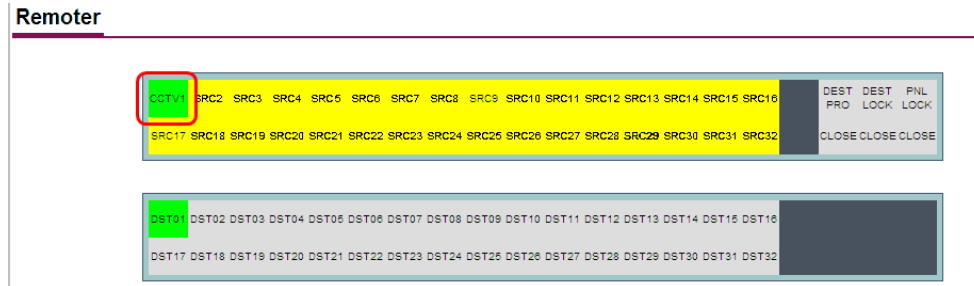 Remoter
CCTV1 SRC2 SRC3 SRC4 SRC5 SRC6 SRC7 SRC8 SRC9 SRC10 SRC11 SRC12 SRC13 SRC14 SRC15 SRC16 DEST PRO DEST LOCK PNL LOCK
SRC17 SRC18 SRC19 SRC20 SRC21 SRC22 SRC23 SRC24 SRC25 SRC26 SRC27 SRC28 SRC29 SRC30 SRC31 SRC32 CLOSE CLOSE CLOSE
DST01 DST02 DST03 DST04 DST05 DST06 DST07 DST08 DST09 DST10 DST11 DST12 DST13 DST14 DST15 DST16
DST17 DST18 DST19 DST20 DST21 DST22 DST23 DST24 DST25 DST26 DST27 DST28 DST29 DST30 DST31 DST32